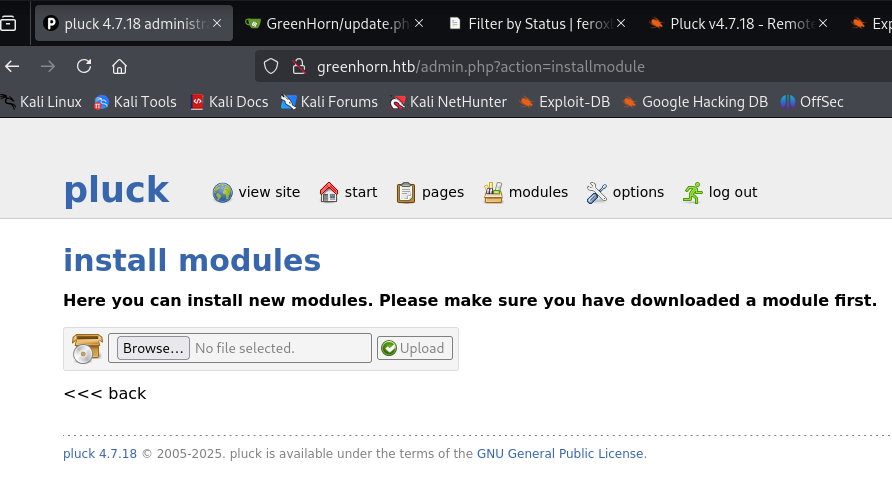 pluck 4.7.18 administra
GreenHorn/update.ph
Filter by Status | feroxb
Pluck v4.7.18 - Remote
Exp
greenhorn.htb/admin.php?action=installmodule
Kali Linux
Kali Tools
Kali Docs
Kali Forums
Kali NetHunter
Exploit-DB
Google Hacking DB
OffSec
pluck
view site
start
pages
modules
options
log out
install modules
Here you can install new modules. Please make sure you have downloaded a module first.
Browse... No file selected.
Upload
<<< back
pluck 4.7.18 © 2005-2025. pluck is available under the terms of the GNU General Public License.